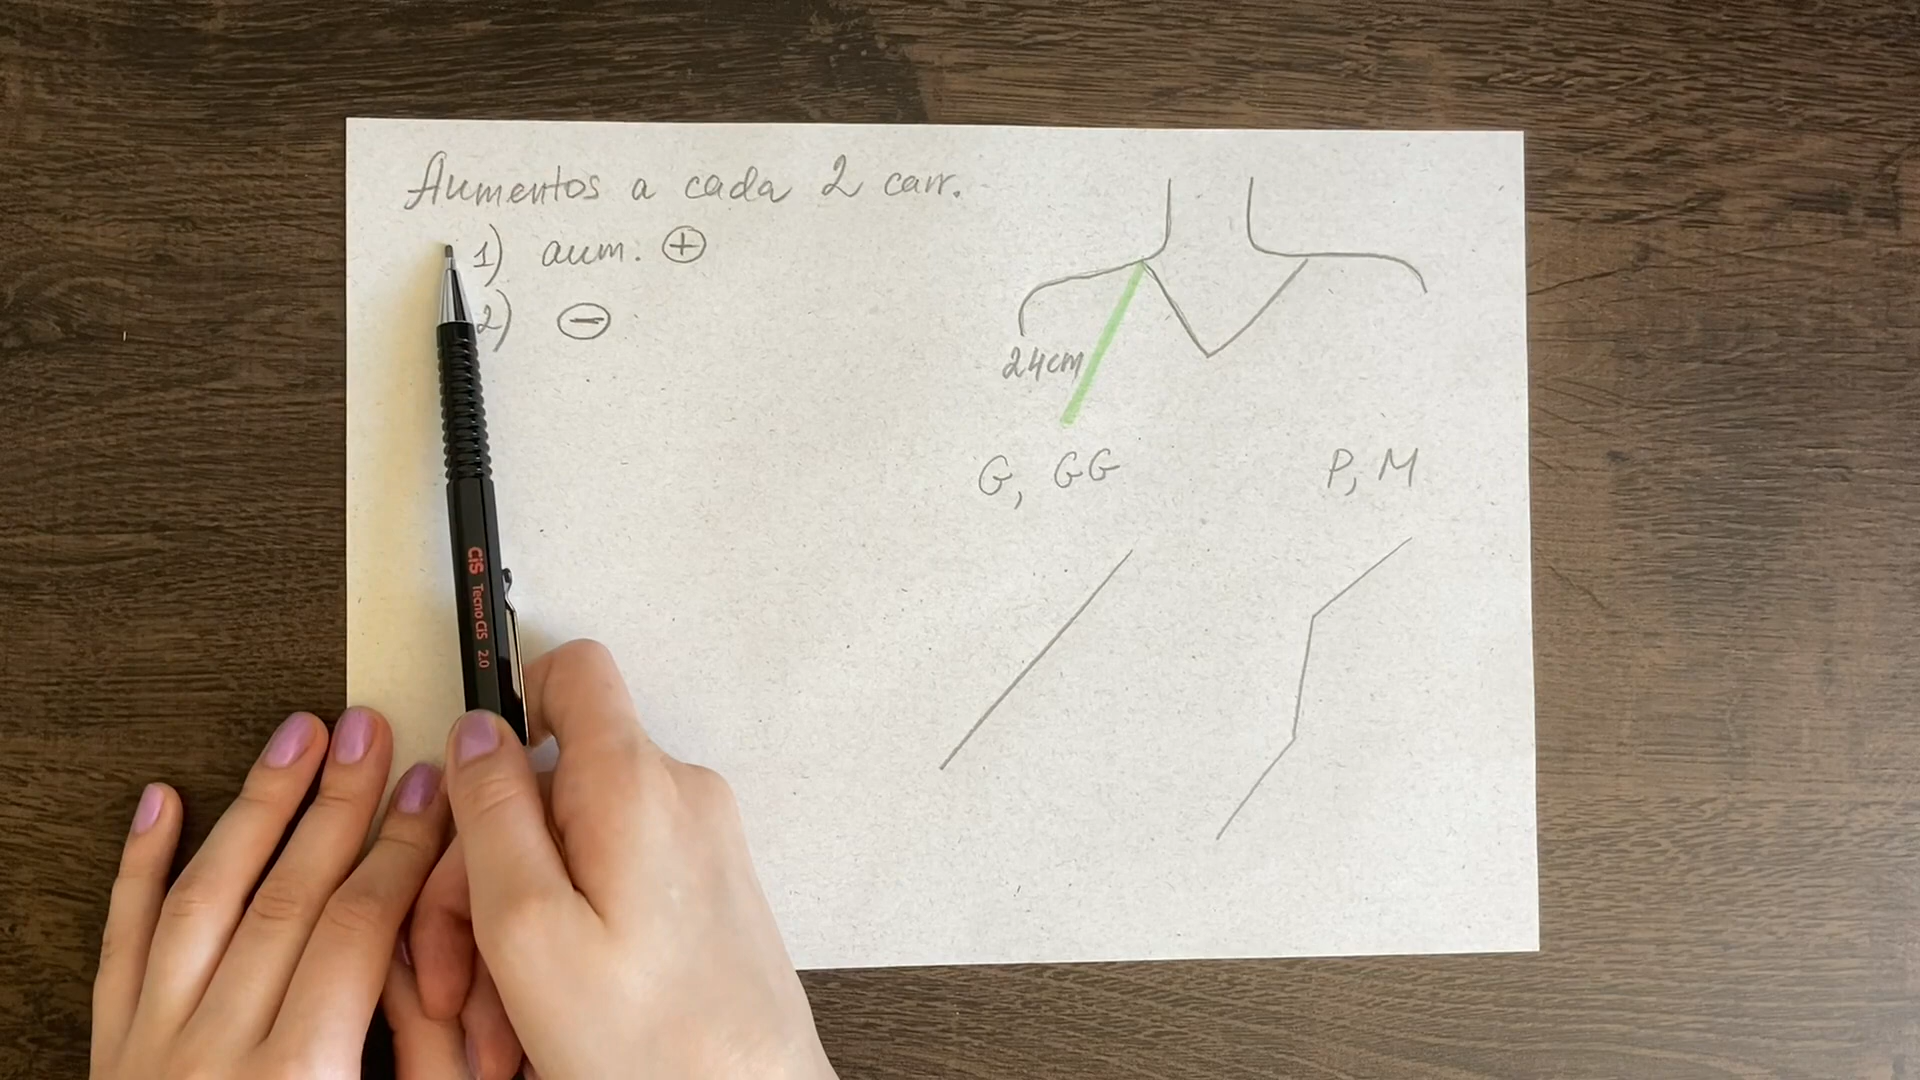 Aumentos a cada 2 carr.
1) aum. ⊕
2) ⊖
24cm
G, GG
P, M
CiS Tecno CiS 2.0